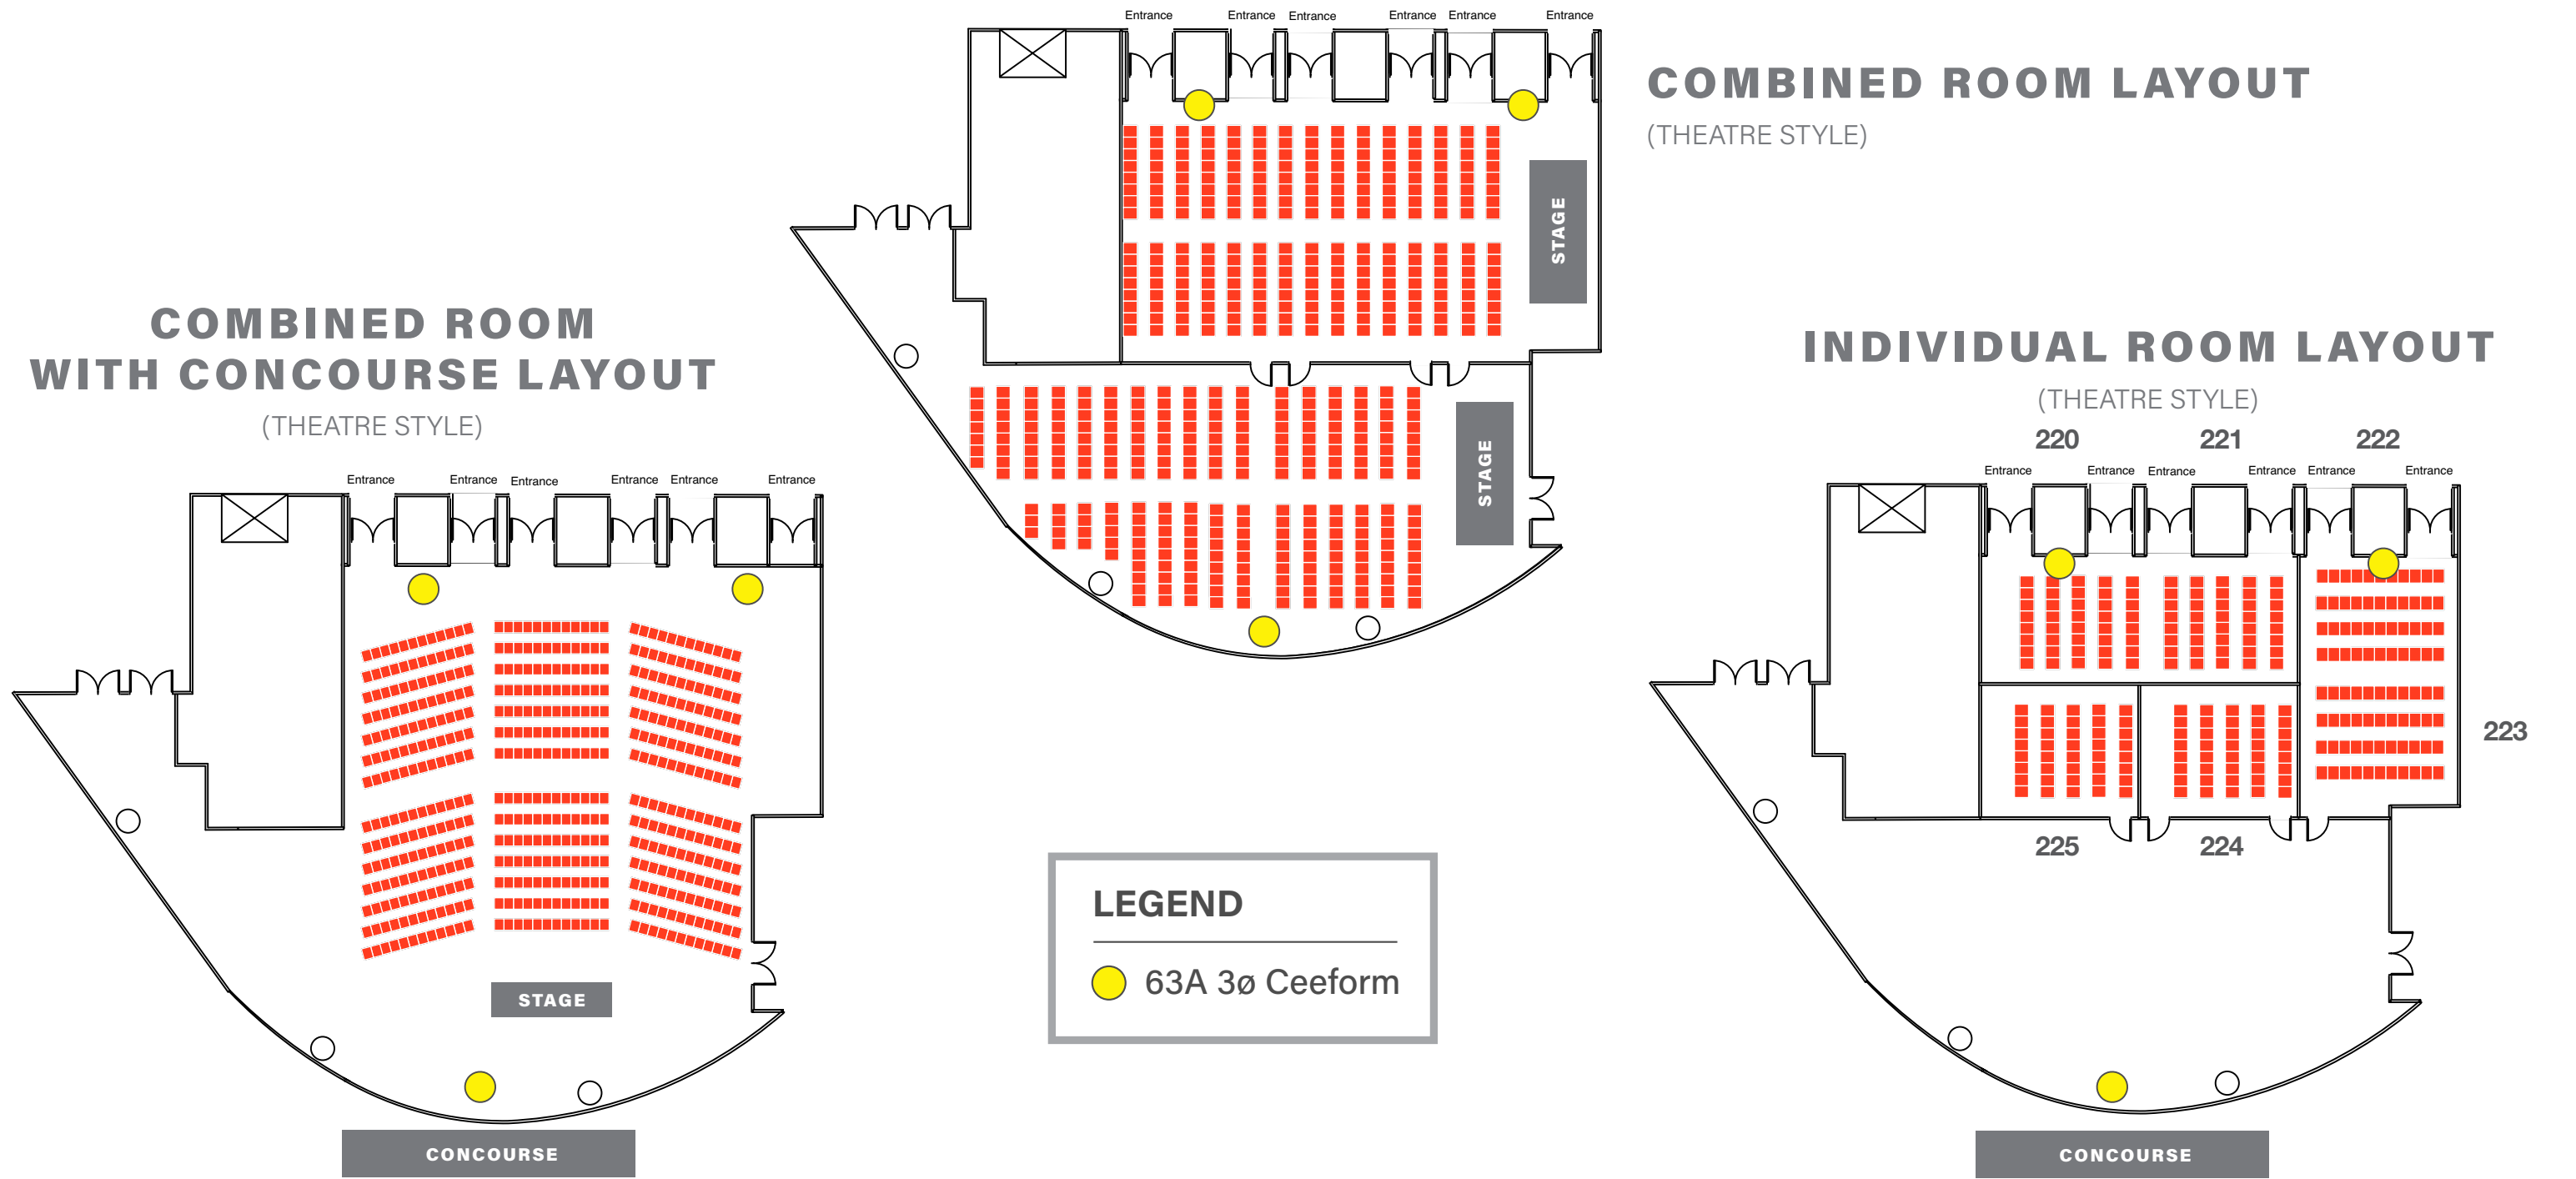 Entrance Entrance Entrance Entrance Entrance Entrance
COMBINED ROOM LAYOUT
(THEATRE STYLE)
STAGE
STAGE
COMBINED ROOM
WITH CONCOURSE LAYOUT
(THEATRE STYLE)
Entrance Entrance Entrance Entrance Entrance Entrance
STAGE
CONCOURSE
LEGEND
63A 3ø Ceeform
INDIVIDUAL ROOM LAYOUT
(THEATRE STYLE)
220 221 222
Entrance Entrance Entrance Entrance Entrance Entrance
223
225 224
CONCOURSE